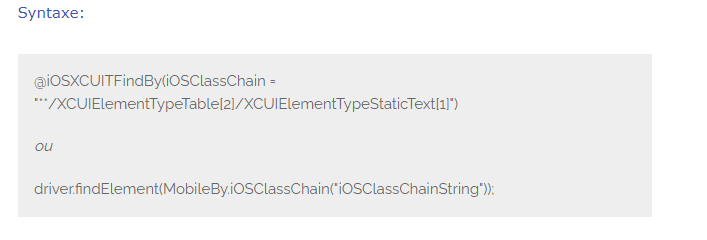 Syntaxe:
@iOSXCUITFindBy(iOSClassChain =
"**/XCUIElementTypeTable[2]/XCUIElementTypeStaticText[1]")
ou
driver.findElement(MobileBy.iOSClassChain("iOSClassChainString"));